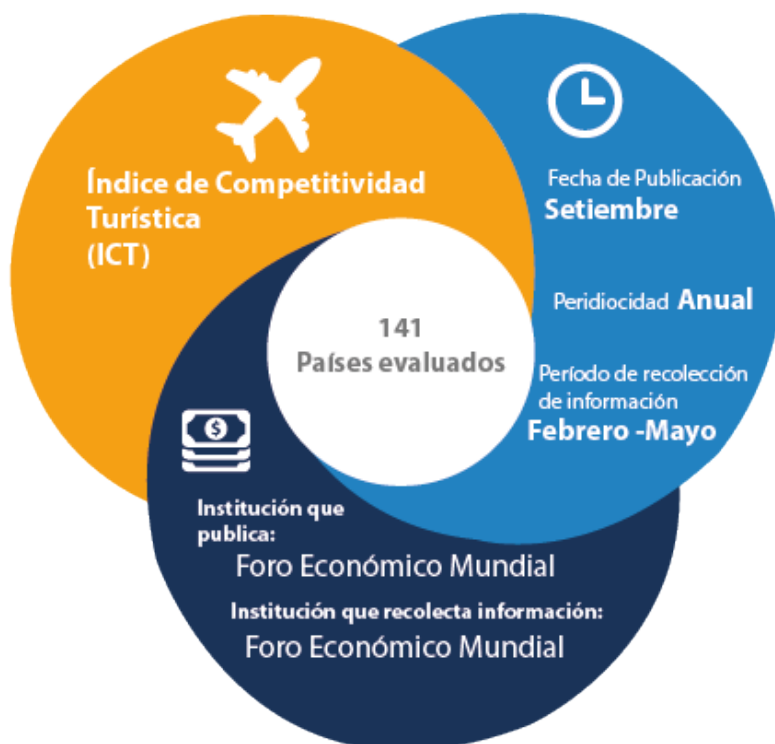 Índice de Competitividad
Turística
(ICT)
Fecha de Publicación
Setiembre
Peridiocidad Anual
Período de recolección
de información
Febrero -Mayo
141
Países evaluados
$
Institución que
publica:
Foro Económico Mundial
Institución que recolecta información:
Foro Económico Mundial